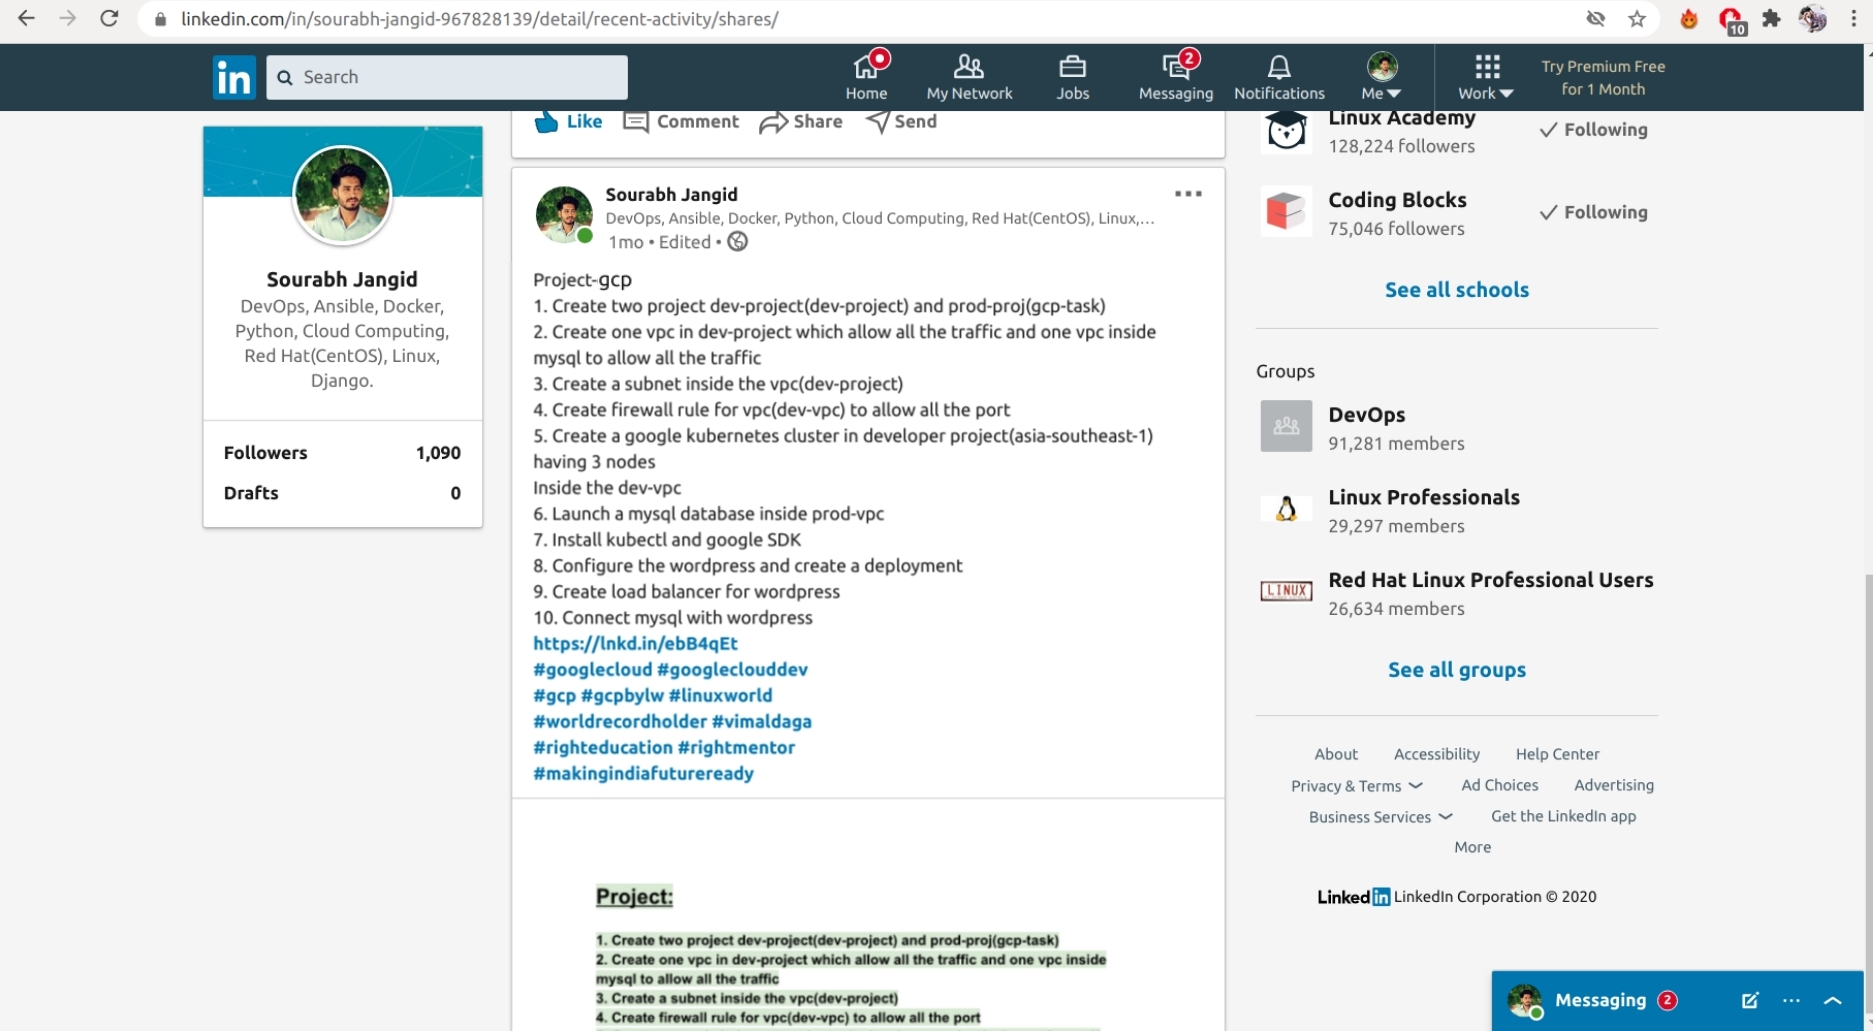 linkedin.com/in/sourabh-jangid-967828139/detail/recent-activity/shares/
10
in
Search
Home
My Network
Jobs
2
Messaging
Notifications
Me
Work
Try Premium Free
for 1 Month
Sourabh Jangid
DevOps, Ansible, Docker,
Python, Cloud Computing,
Red Hat(CentOS), Linux,
Django.
Followers 1,090
Drafts 0
Like Comment Share Send
Sourabh Jangid
DevOps, Ansible, Docker, Python, Cloud Computing, Red Hat(CentOS), Linux,...
1mo • Edited •
Project-gcp
1. Create two project dev-project(dev-project) and prod-proj(gcp-task)
2. Create one vpc in dev-project which allow all the traffic and one vpc inside
mysql to allow all the traffic
3. Create a subnet inside the vpc(dev-project)
4. Create firewall rule for vpc(dev-vpc) to allow all the port
5. Create a google kubernetes cluster in developer project(asia-southeast-1)
having 3 nodes
Inside the dev-vpc
6. Launch a mysql database inside prod-vpc
7. Install kubectl and google SDK
8. Configure the wordpress and create a deployment
9. Create load balancer for wordpress
10. Connect mysql with wordpress
https://lnkd.in/ebB4qEt
#googlecloud #googleclouddev
#gcp #gcpbylw #linuxworld
#worldrecordholder #vimaldaga
#righteducation #rightmentor
#makingindiafutureready
Project:
1. Create two project dev-project(dev-project) and prod-proj(gcp-task)
2. Create one vpc in dev-project which allow all the traffic and one vpc inside
mysql to allow all the traffic
3. Create a subnet inside the vpc(dev-project)
4. Create firewall rule for vpc(dev-vpc) to allow all the port
Linux Academy
128,224 followers
Following
Coding Blocks
75,046 followers
Following
See all schools
Groups
DevOps
91,281 members
Linux Professionals
29,297 members
LINUX
Red Hat Linux Professional Users
26,634 members
See all groups
About Accessibility Help Center
Privacy & Terms Ad Choices Advertising
Business Services Get the LinkedIn app
More
Linkedin LinkedIn Corporation © 2020
Messaging 2